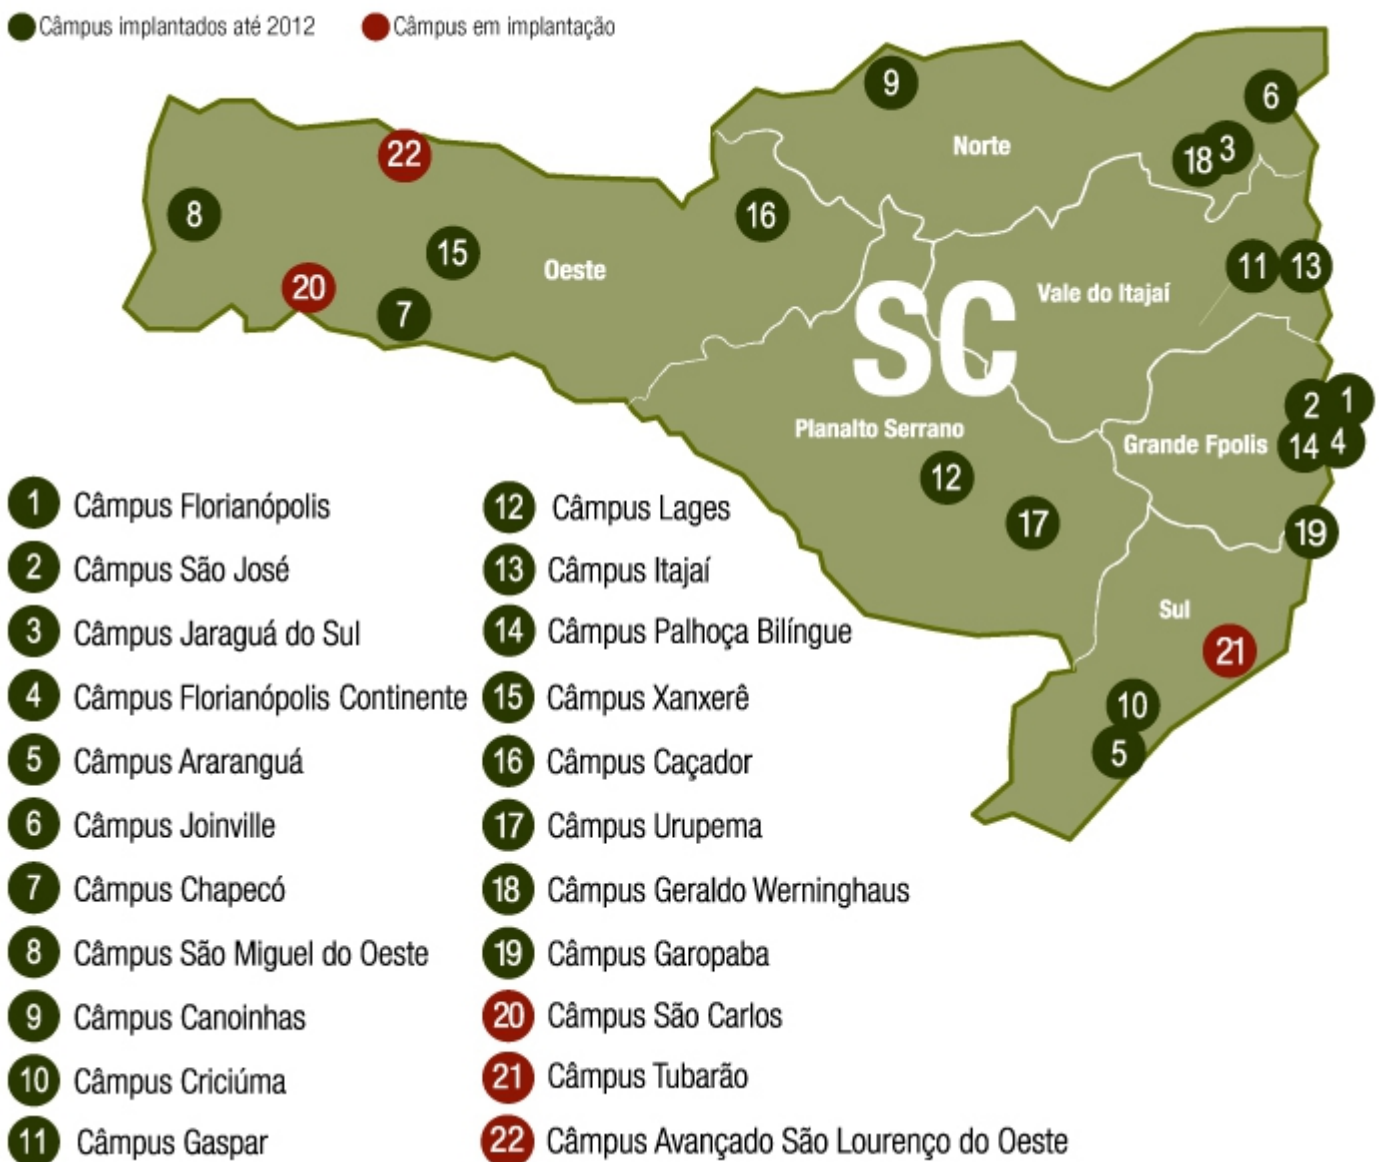 Câmpus implantados até 2012
Câmpus em implantação
9
6
Norte
18
3
22
8
16
15
Oeste
20
7
11
13
Vale do Itajaí
SC
2
1
Planalto Serrano
Grande Fpolis
14
4
12
17
19
Sul
21
10
5
1 Câmpus Florianópolis
2 Câmpus São José
3 Câmpus Jaraguá do Sul
4 Câmpus Florianópolis Continente
5 Câmpus Araranguá
6 Câmpus Joinville
7 Câmpus Chapecó
8 Câmpus São Miguel do Oeste
9 Câmpus Canoinhas
10 Câmpus Criciúma
11 Câmpus Gaspar
12 Câmpus Lages
13 Câmpus Itajaí
14 Câmpus Palhoça Bilíngue
15 Câmpus Xanxerê
16 Câmpus Caçador
17 Câmpus Urupema
18 Câmpus Geraldo Werninghaus
19 Câmpus Garopaba
20 Câmpus São Carlos
21 Câmpus Tubarão
22 Câmpus Avançado São Lourenço do Oeste